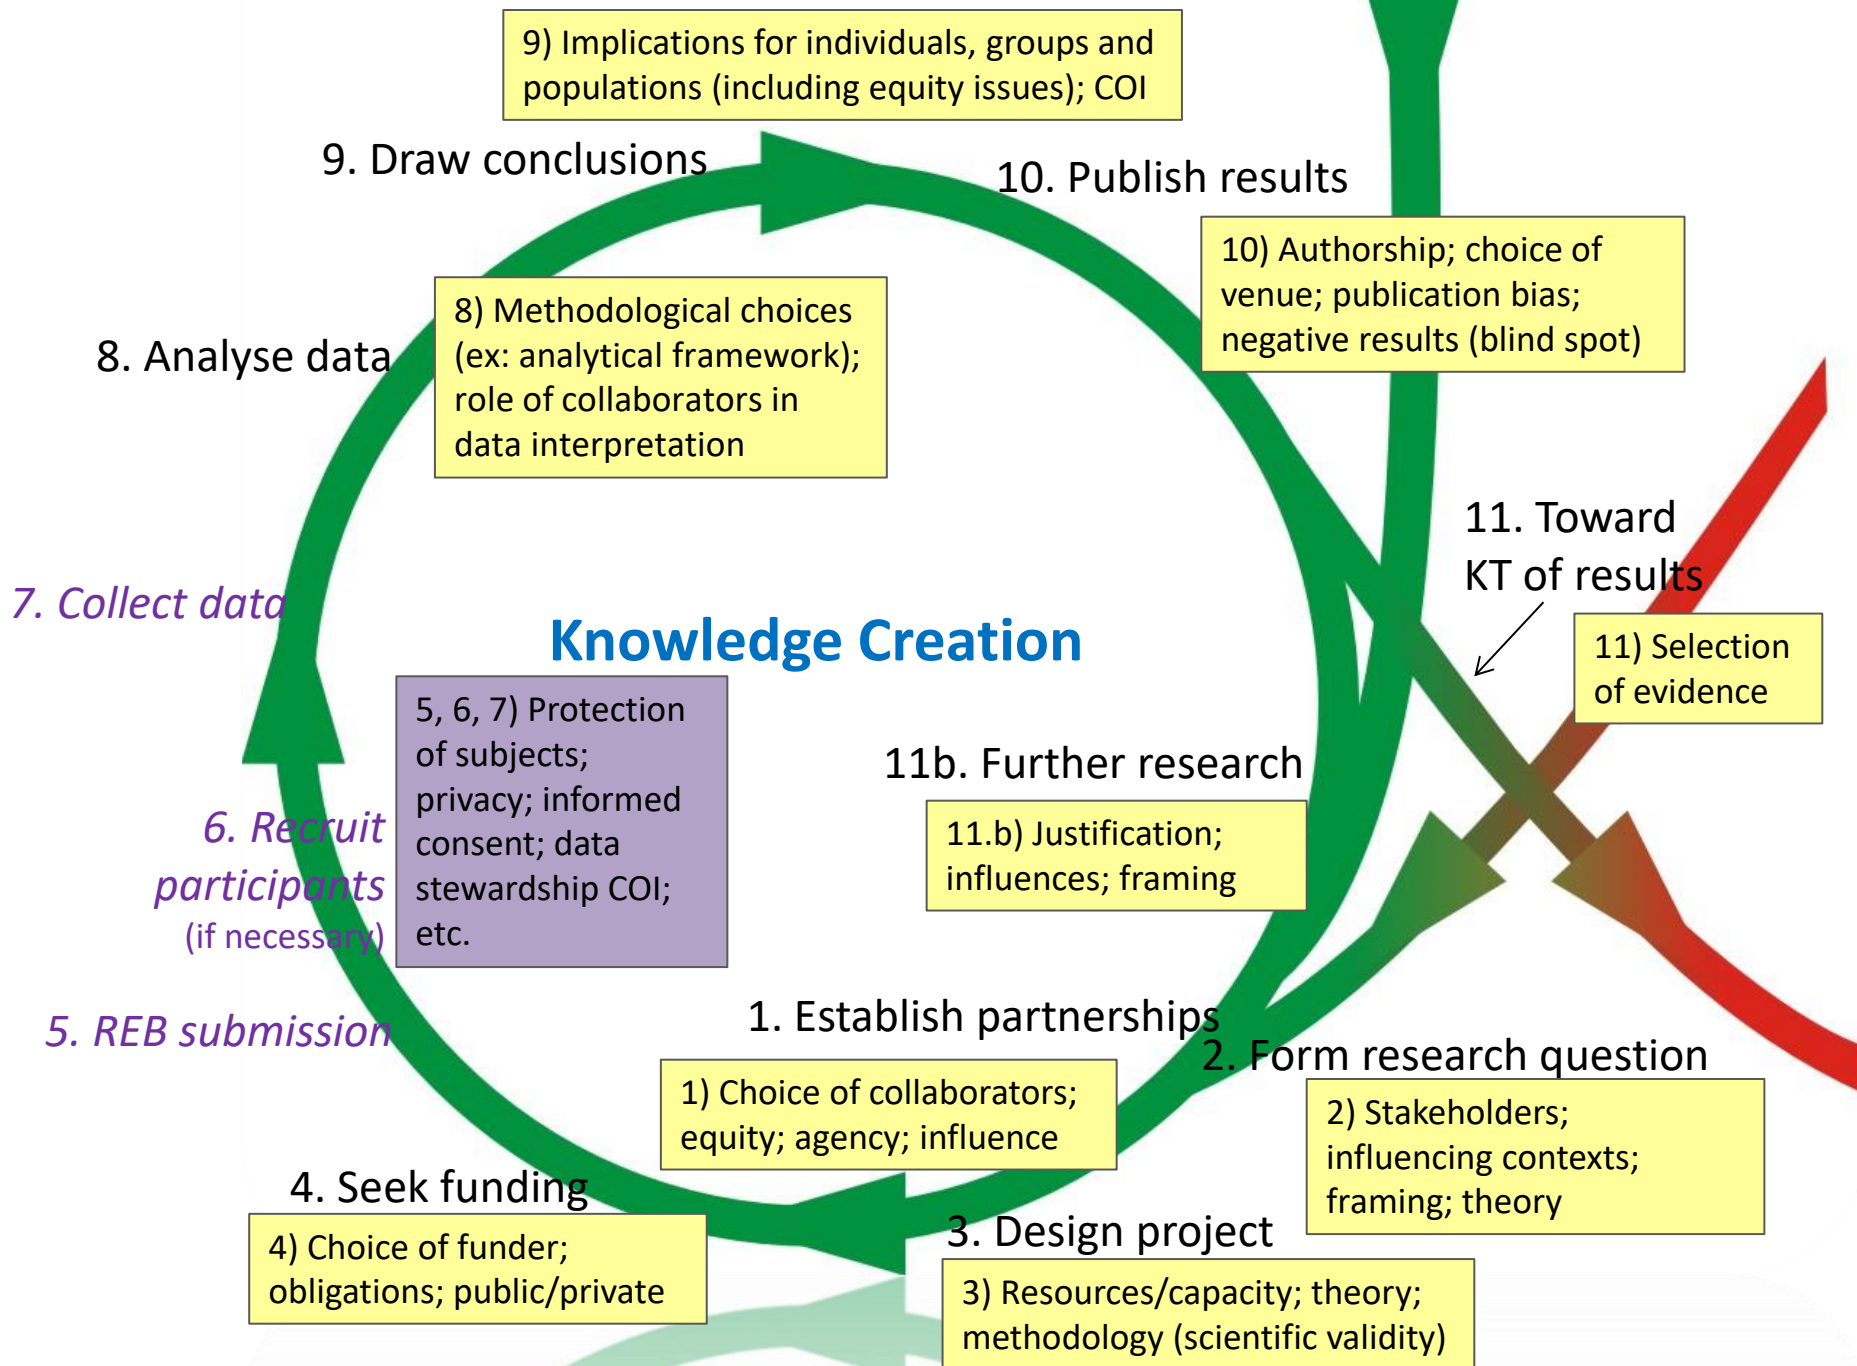 9) Implications for individuals, groups and
populations (including equity issues); COI
9. Draw conclusions
10. Publish results
10) Authorship; choice of
venue; publication bias;
negative results (blind spot)
8. Analyse data
8) Methodological choices
(ex: analytical framework);
role of collaborators in
data interpretation
11. Toward
KT of results
11) Selection
of evidence
7. Collect data
Knowledge Creation
5, 6, 7) Protection
of subjects;
privacy; informed
consent; data
stewardship COI;
etc.
11b. Further research
11.b) Justification;
influences; framing
6. Recruit
participants
(if necessary)
5. REB submission
1. Establish partnerships
1) Choice of collaborators;
equity; agency; influence
2. Form research question
2) Stakeholders;
influencing contexts;
framing; theory
4. Seek funding
4) Choice of funder;
obligations; public/private
3. Design project
3) Resources/capacity; theory;
methodology (scientific validity)